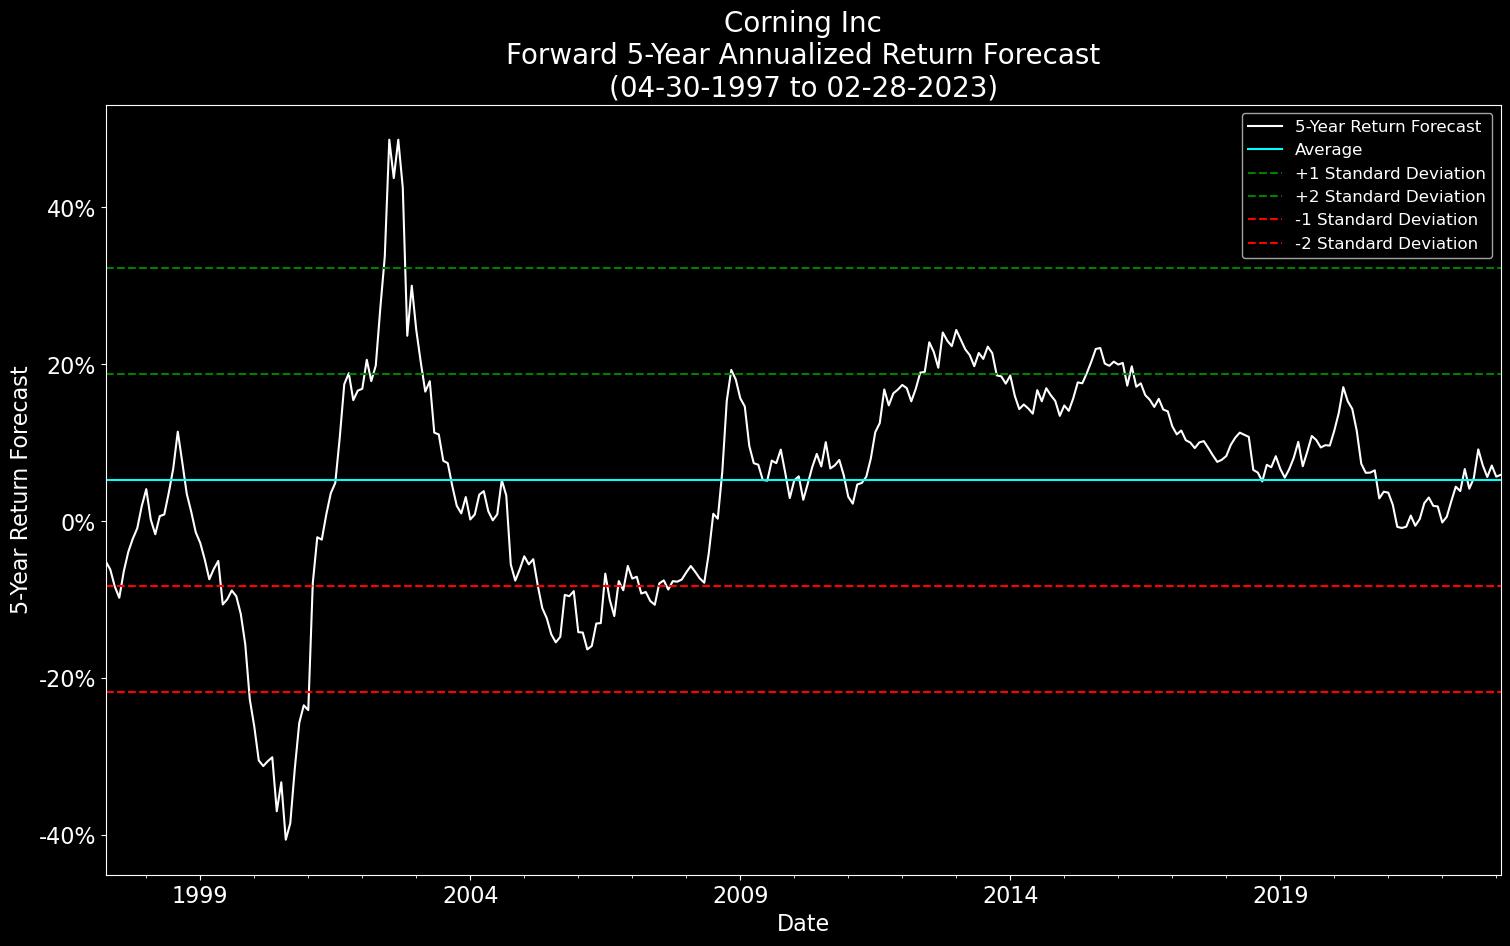 Corning Inc
Forward 5-Year Annualized Return Forecast
(04-30-1997 to 02-28-2023)
5-Year Return Forecast
Average
+1 Standard Deviation
+2 Standard Deviation
-1 Standard Deviation
-2 Standard Deviation
5-Year Return Forecast
40%
20%
0%
-20%
-40%
1999 2004 2009 2014 2019
Date